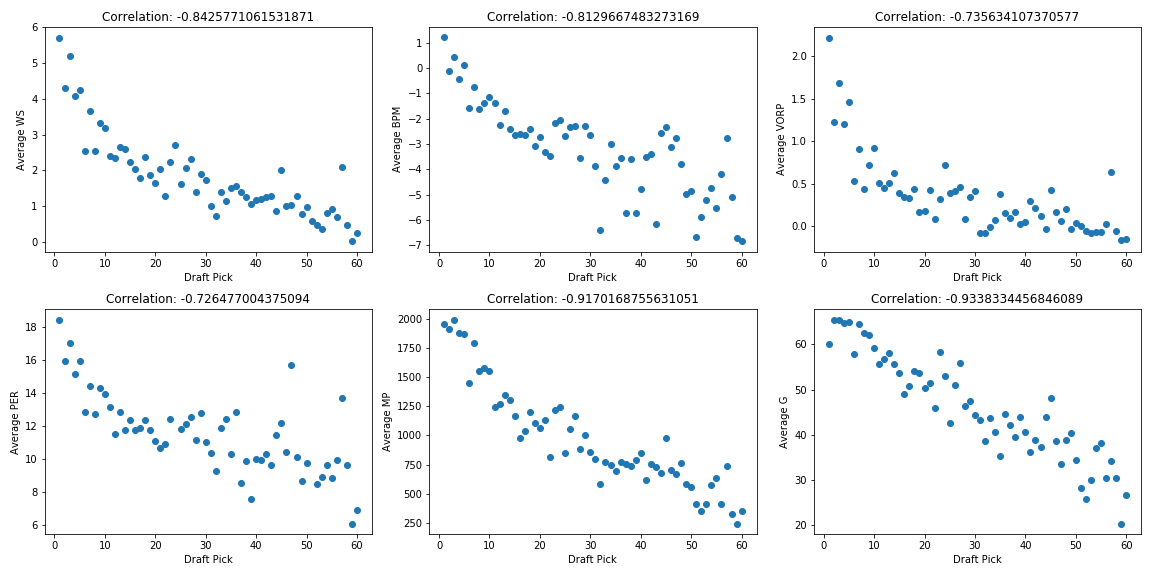 Correlation: -0.8425771061531871
Average WS
6
5
4
3
2
1
0
0 10 20 30 40 50 60
Draft Pick
Correlation: -0.8129667483273169
Average BPM
1
0
−1
−2
−3
−4
−5
−6
−7
0 10 20 30 40 50 60
Draft Pick
Correlation: -0.735634107370577
Average VORP
2.0
1.5
1.0
0.5
0.0
0 10 20 30 40 50 60
Draft Pick
Correlation: -0.726477004375094
Average PER
18
16
14
12
10
8
6
0 10 20 30 40 50 60
Draft Pick
Correlation: -0.9170168755631051
Average MP
2000
1750
1500
1250
1000
750
500
250
0 10 20 30 40 50 60
Draft Pick
Correlation: -0.9338334456846089
Average G
60
50
40
30
20
0 10 20 30 40 50 60
Draft Pick